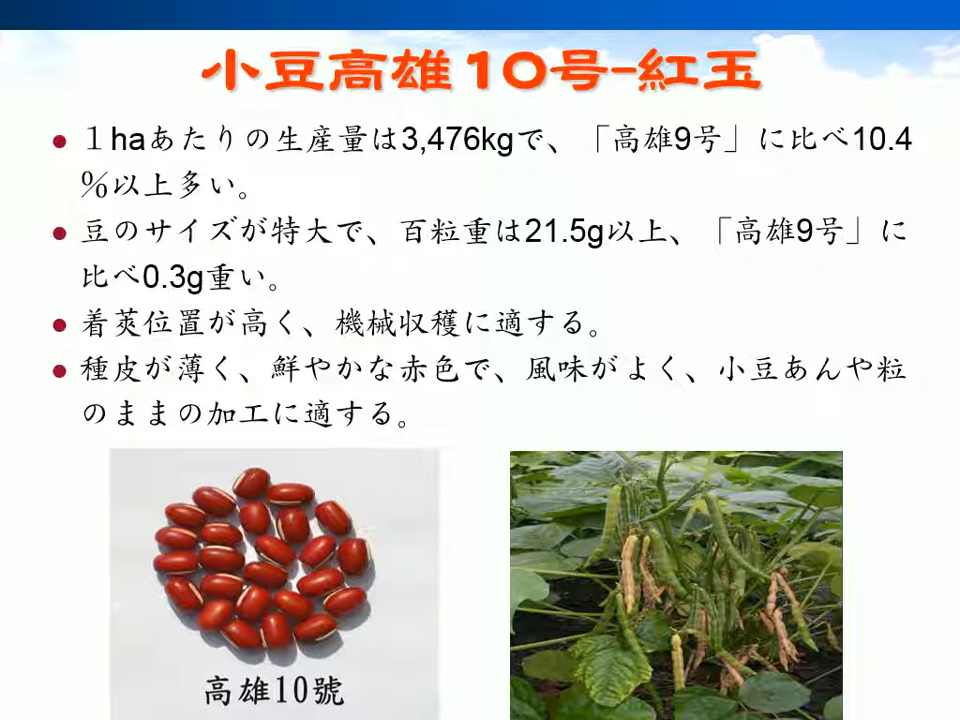 小豆高雄10号-紅玉
１haあたりの生産量は3,476kgで、「高雄9号」に比べ10.4
％以上多い。
豆のサイズが特大で、百粒重は21.5g以上、「高雄9号」に
比べ0.3g重い。
着莢位置が高く、機械収穫に適する。
種皮が薄く、鮮やかな赤色で、風味がよく、小豆あんや粒
のままの加工に適する。
高雄10號